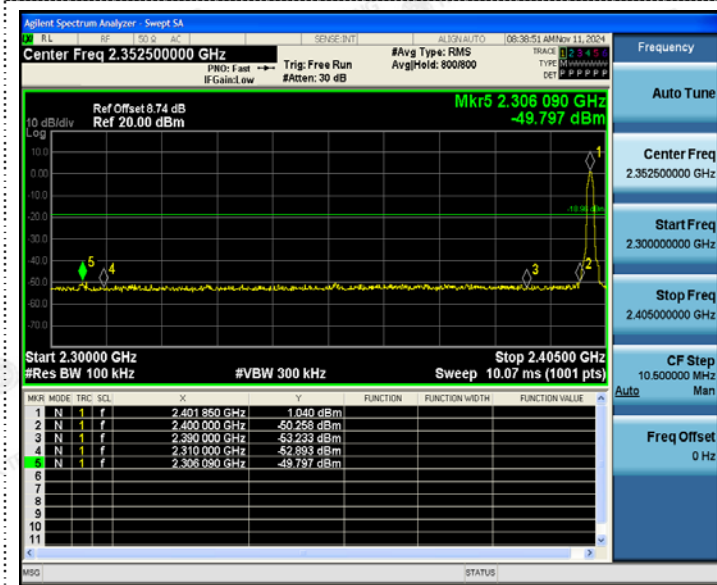 Agilent Spectrum Analyzer - Swept SA
RL RF 50 Ω AC SENSE:INT ALIGN AUTO 08:38:51 AM Nov 11, 2024
Center Freq 2.352500000 GHz
PNO: Fast Trig: Free Run
IFGain:Low #Atten: 30 dB
#Avg Type: RMS
Avg|Hold: 800/800
TRACE 1 2 3 4 5 6
TYPE M
DET P P P P P P
Mkr5 2.306 090 GHz
-49.797 dBm
Ref Offset 8.74 dB
10 dB/div Ref 20.00 dBm
Log
10.0
0.00
-10.0
-20.0
-30.0
-40.0
-50.0
-60.0
-70.0
1
2
3
4
5
Start 2.30000 GHz Stop 2.40500 GHz
#Res BW 100 kHz #VBW 300 kHz Sweep 10.07 ms (1001 pts)
MKR MODE TRC SCL X Y FUNCTION FUNCTION WIDTH FUNCTION VALUE
1 N 1 f 2.401 850 GHz 1.040 dBm
2 N 1 f 2.400 000 GHz -50.258 dBm
3 N 1 f 2.390 000 GHz -53.233 dBm
4 N 1 f 2.310 000 GHz -52.893 dBm
5 N 1 f 2.306 090 GHz -49.797 dBm
6
7
8
9
10
11
MSG STATUS
Frequency
Auto Tune
Center Freq
2.352500000 GHz
Start Freq
2.300000000 GHz
Stop Freq
2.405000000 GHz
CF Step
10.500000 MHz
Auto Man
Freq Offset
0 Hz